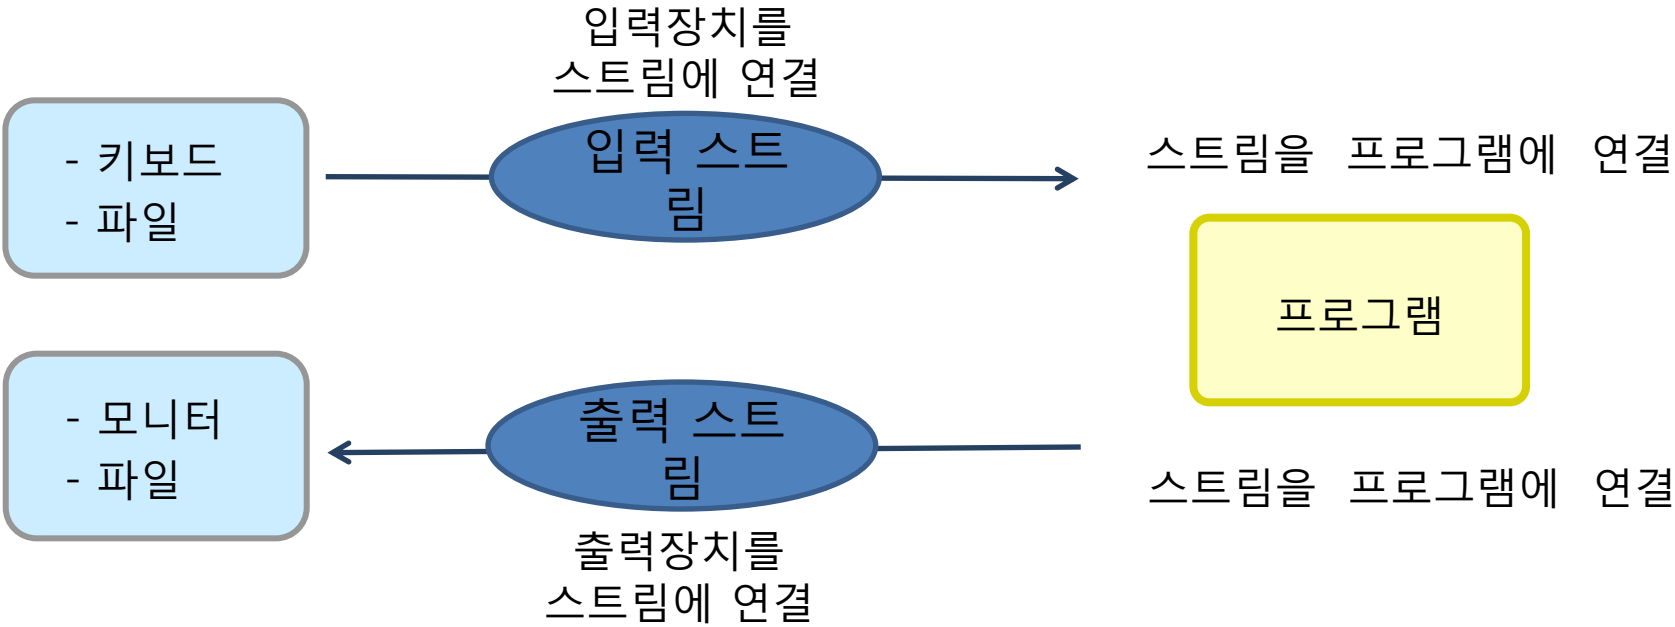 입력장치를
스트림에 연결
- 키보드
- 파일
입력 스트
림
스트림을 프로그램에 연결
프로그램
- 모니터
- 파일
출력 스트
림
스트림을 프로그램에 연결
출력장치를
스트림에 연결